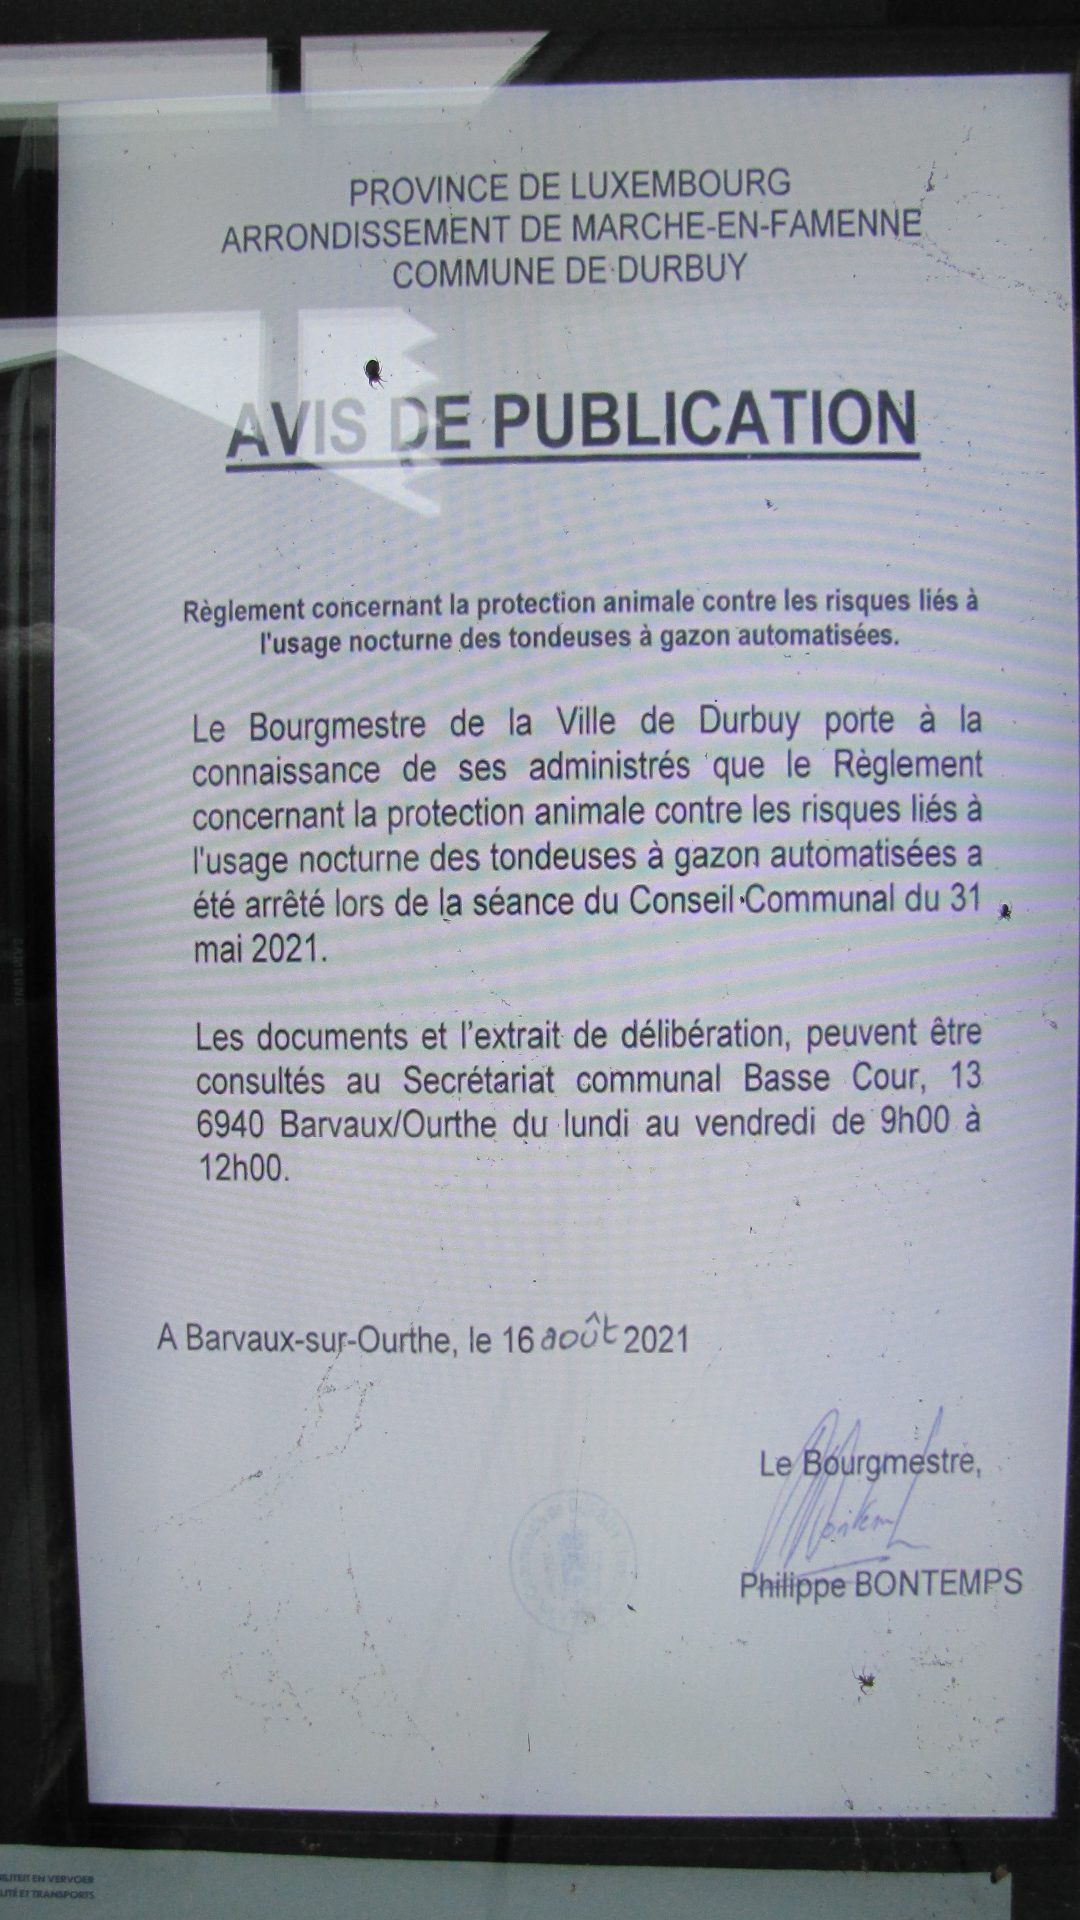 PROVINCE DE LUXEMBOURG
ARRONDISSEMENT DE MARCHE-EN-FAMENNE
COMMUNE DE DURBUY
AVIS DE PUBLICATION
Règlement concernant la protection animale contre les risques liés à
l'usage nocturne des tondeuses à gazon automatisées.
Le Bourgmestre de la Ville de Durbuy porte à la
connaissance de ses administrés que le Règlement
concernant la protection animale contre les risques liés à
l'usage nocturne des tondeuses à gazon automatisées a
été arrêté lors de la séance du Conseil Communal du 31
mai 2021.
Les documents et l'extrait de délibération, peuvent être
consultés au Secrétariat communal Basse Cour, 13
6940 Barvaux/Ourthe du lundi au vendredi de 9h00 à
12h00.
A Barvaux-sur-Ourthe, le 16 août 2021
Le Bourgmestre,
Philippe BONTEMPS
SAMSUNG
EN VERVOER
ET TRANSPORTS